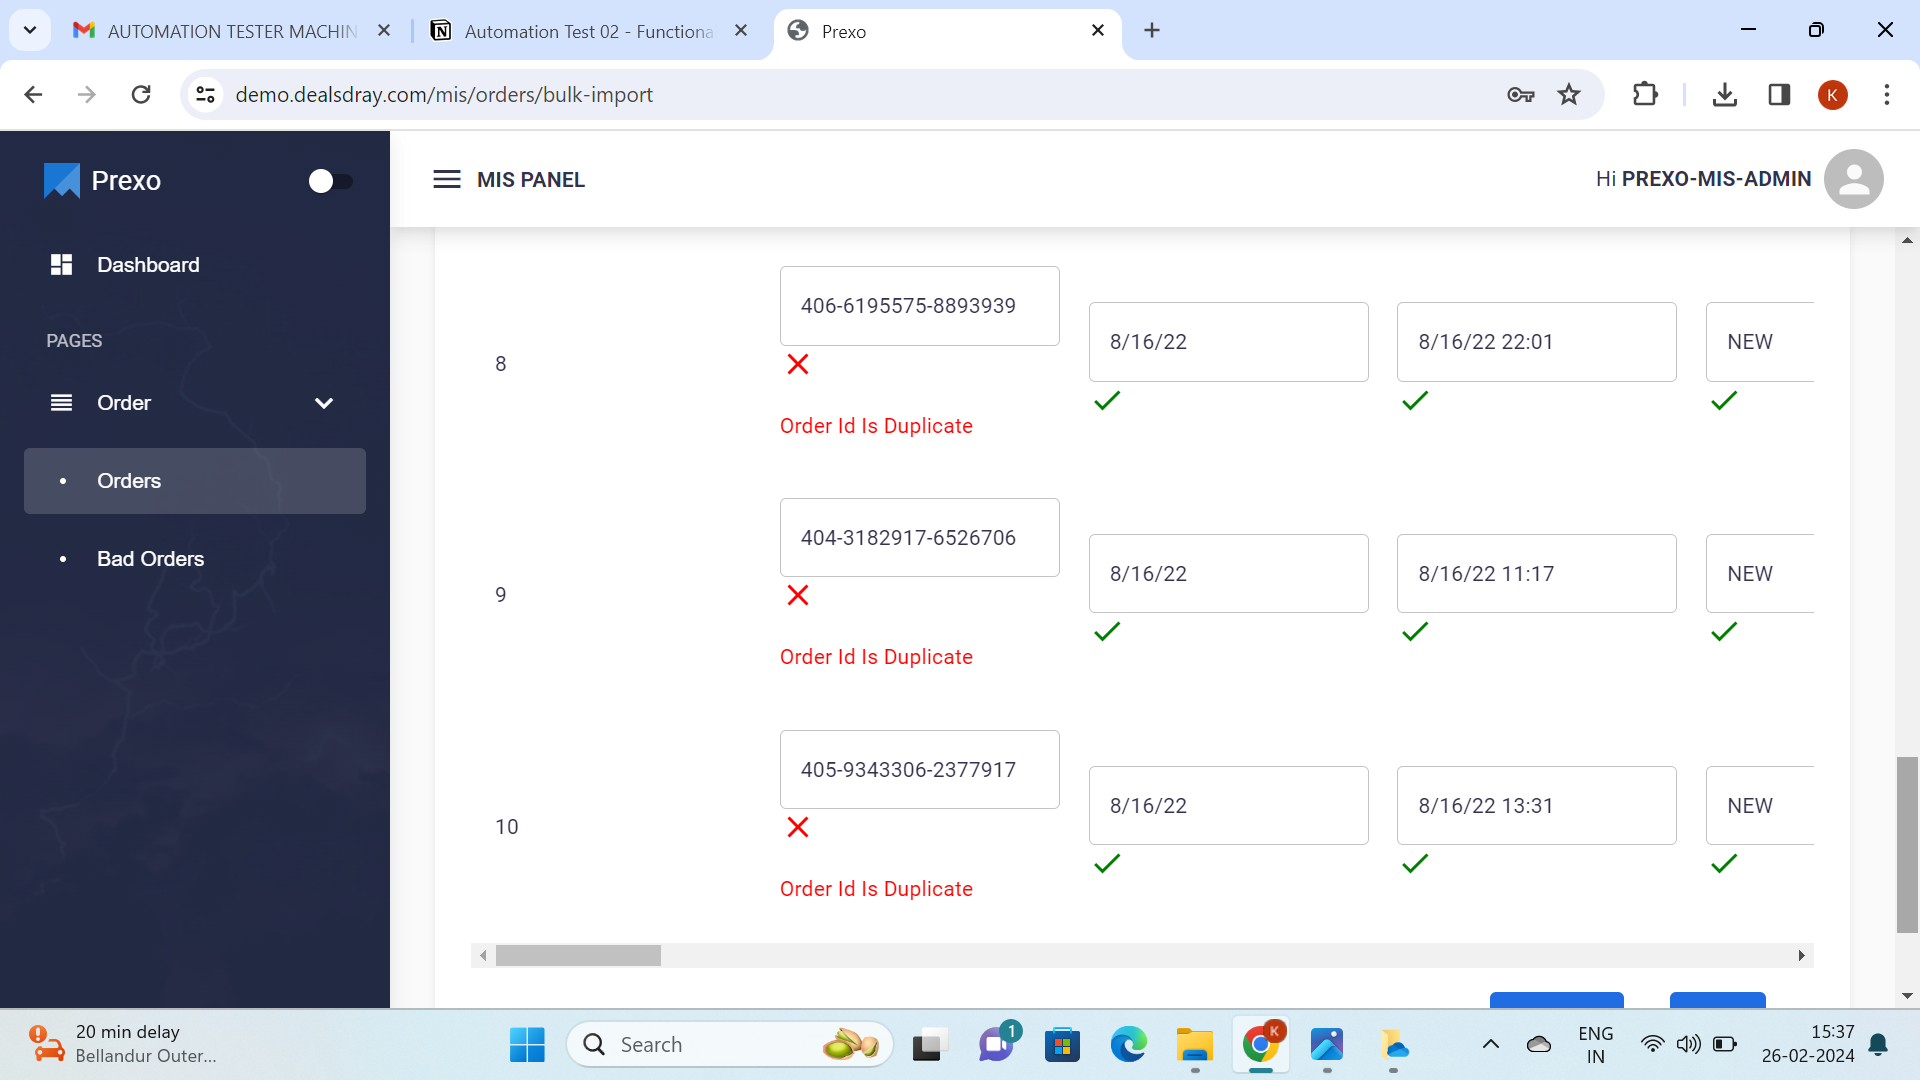 AUTOMATION TESTER MACHIN
Automation Test 02 - Functiona
Prexo
demo.dealsdray.com/mis/orders/bulk-import
K
Prexo
MIS PANEL
Hi PREXO-MIS-ADMIN
Dashboard
PAGES
Order
Orders
Bad Orders
8
406-6195575-8893939
Order Id Is Duplicate
8/16/22
8/16/22 22:01
NEW
9
404-3182917-6526706
Order Id Is Duplicate
8/16/22
8/16/22 11:17
NEW
10
405-9343306-2377917
Order Id Is Duplicate
8/16/22
8/16/22 13:31
NEW
20 min delay
Bellandur Outer...
Search
1
K
ENG
IN
15:37
26-02-2024